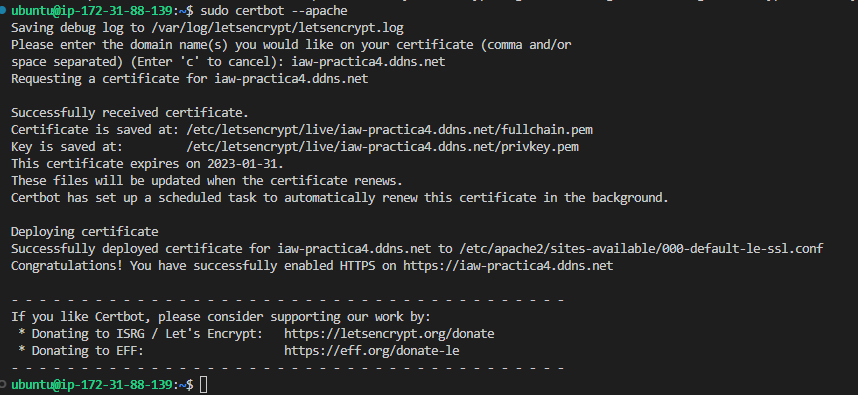 ubuntu@ip-172-31-88-139:~$ sudo certbot --apache
Saving debug log to /var/log/letsencrypt/letsencrypt.log
Please enter the domain name(s) you would like on your certificate (comma and/or
space separated) (Enter 'c' to cancel): iaw-practica4.ddns.net
Requesting a certificate for iaw-practica4.ddns.net

Successfully received certificate.
Certificate is saved at: /etc/letsencrypt/live/iaw-practica4.ddns.net/fullchain.pem
Key is saved at:         /etc/letsencrypt/live/iaw-practica4.ddns.net/privkey.pem
This certificate expires on 2023-01-31.
These files will be updated when the certificate renews.
Certbot has set up a scheduled task to automatically renew this certificate in the background.

Deploying certificate
Successfully deployed certificate for iaw-practica4.ddns.net to /etc/apache2/sites-available/000-default-le-ssl.conf
Congratulations! You have successfully enabled HTTPS on https://iaw-practica4.ddns.net

- - - - - - - - - - - - - - - - - - - - - - - - - - - - - - - - - - - - - - - -
If you like Certbot, please consider supporting our work by:
 * Donating to ISRG / Let's Encrypt:   https://letsencrypt.org/donate
 * Donating to EFF:                    https://eff.org/donate-le
- - - - - - - - - - - - - - - - - - - - - - - - - - - - - - - - - - - - - - - -
ubuntu@ip-172-31-88-139:~$